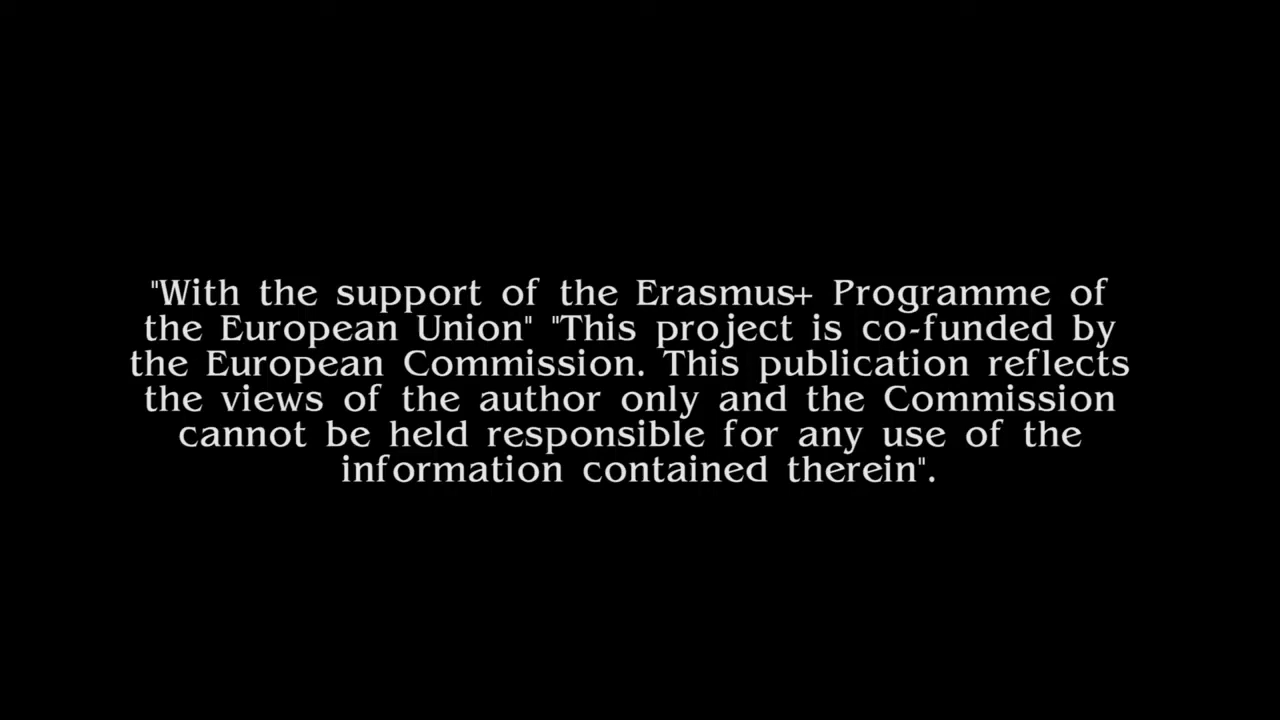 "With the support of the Erasmus+ Programme of
the European Union" "This project is co-funded by
the European Commission. This publication reflects
the views of the author only and the Commission
cannot be held responsible for any use of the
information contained therein".